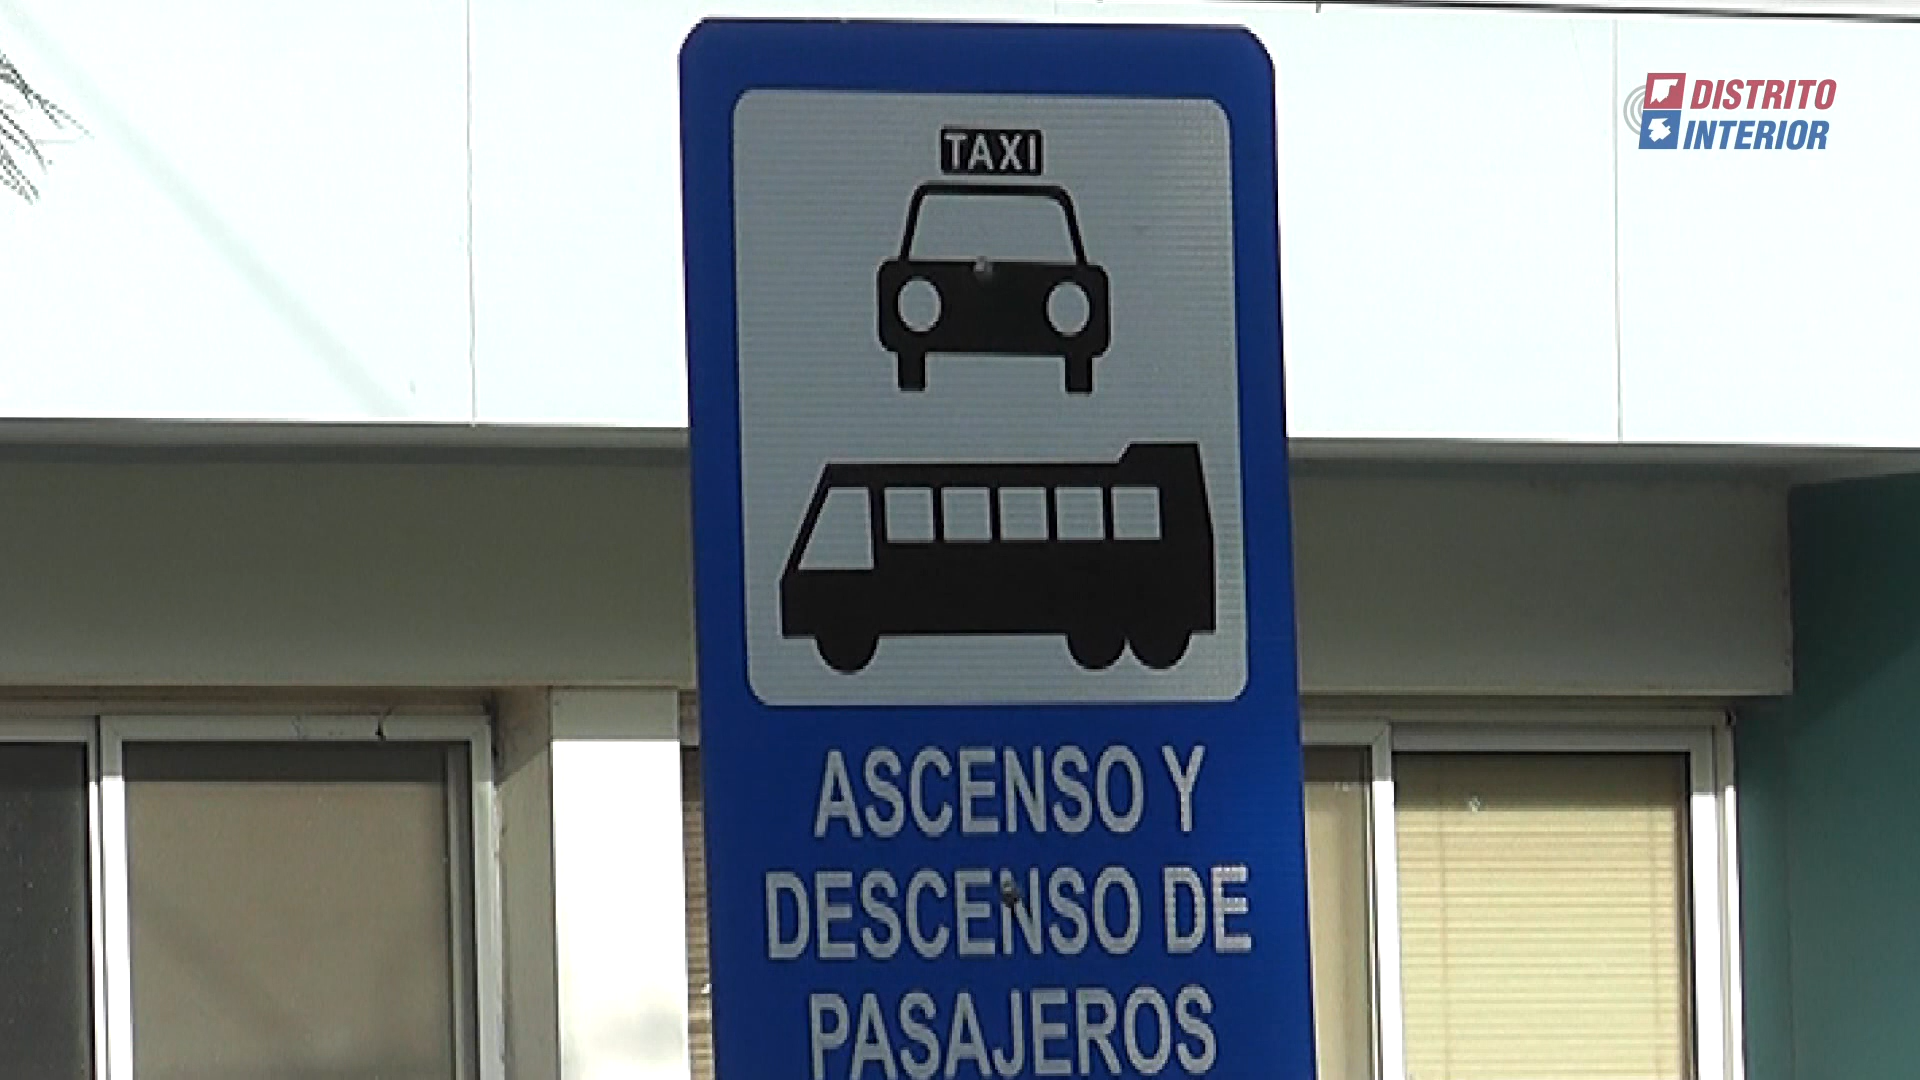 DISTRITO
INTERIOR
TAXI
ASCENSO Y
DESCENSO DE
PASAJEROS